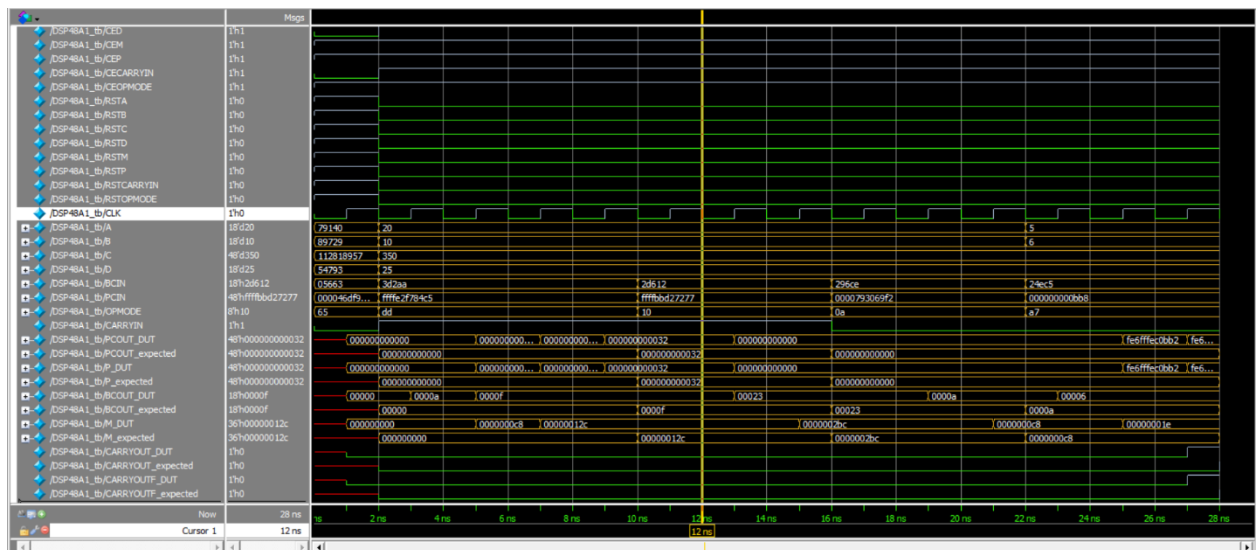 Msgs
/DSP48A1_tb/CED 1'h1
/DSP48A1_tb/CEM 1'h1
/DSP48A1_tb/CEP 1'h1
/DSP48A1_tb/CECARRYIN 1'h1
/DSP48A1_tb/CEOPMODE 1'h1
/DSP48A1_tb/RSTA 1'h0
/DSP48A1_tb/RSTB 1'h0
/DSP48A1_tb/RSTC 1'h0
/DSP48A1_tb/RSTD 1'h0
/DSP48A1_tb/RSTM 1'h0
/DSP48A1_tb/RSTP 1'h0
/DSP48A1_tb/RSTCARRYIN 1'h0
/DSP48A1_tb/RSTOPMODE 1'h0
/DSP48A1_tb/CLK 1'h0
/DSP48A1_tb/A 18'd20 79140 20 5
/DSP48A1_tb/B 18'd10 89729 10 6
/DSP48A1_tb/C 48'd350 112818957 350
/DSP48A1_tb/D 18'd25 54793 25
/DSP48A1_tb/BCIN 18'h2d612 05663 3d2aa 2d612 296ce 24ec5
/DSP48A1_tb/PCIN 48'hffffbbd27277 000046df9... ffffe2f784c5 ffffbbd27277 0000793069f2 000000000bb8
/DSP48A1_tb/OPMODE 8'h10 65 dd 10 0a a7
/DSP48A1_tb/CARRYIN 1'h1
/DSP48A1_tb/PCOUT_DUT 48'h000000000032 000000000000 000000000... 000000000... 000000000032 000000000000 fe6fffec0bb2 fe6...
/DSP48A1_tb/PCOUT_expected 48'h000000000032 000000000000 000000000032 000000000000
/DSP48A1_tb/P_DUT 48'h000000000032 000000000000 000000000... 000000000... 000000000032 000000000000 fe6fffec0bb2 fe6...
/DSP48A1_tb/P_expected 48'h000000000032 000000000000 000000000032 000000000000
/DSP48A1_tb/BCOUT_DUT 18'h0000f 00000 0000a 0000f 00023 0000a 00006
/DSP48A1_tb/BCOUT_expected 18'h0000f 00000 0000f 00023 0000a
/DSP48A1_tb/M_DUT 36'h00000012c 000000000 0000000c8 00000012c 0000002bc 0000000c8 00000001e
/DSP48A1_tb/M_expected 36'h00000012c 000000000 00000012c 0000002bc 0000000c8
/DSP48A1_tb/CARRYOUT_DUT 1'h0
/DSP48A1_tb/CARRYOUT_expected 1'h0
/DSP48A1_tb/CARRYOUTF_DUT 1'h0
/DSP48A1_tb/CARRYOUTF_expected 1'h0
Now 28 ns ns 2 ns 4 ns 6 ns 8 ns 10 ns 12 ns 14 ns 16 ns 18 ns 20 ns 22 ns 24 ns 26 ns 28 ns
Cursor 1 12 ns 12 ns